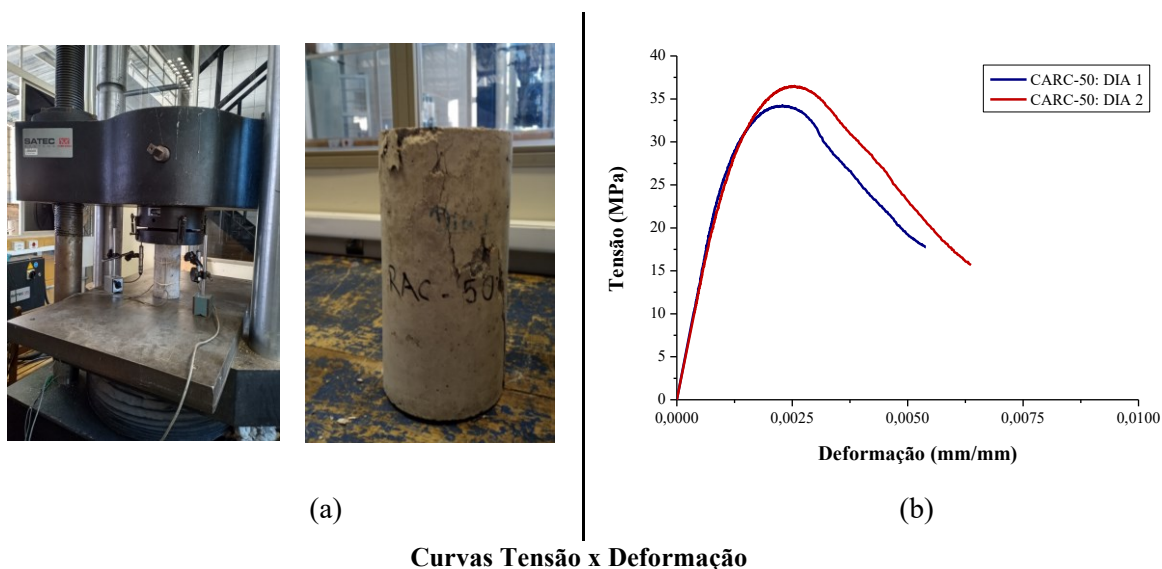 SATEC
RAC - 50%
(a)
40
35
30
25
20
15
10
5
0
Tensão (MPa)
CARC-50: DIA 1
CARC-50: DIA 2
0,0000
0,0025
0,0050
0,0075
0,0100
Deformação (mm/mm)
(b)
Curvas Tensão x Deformação